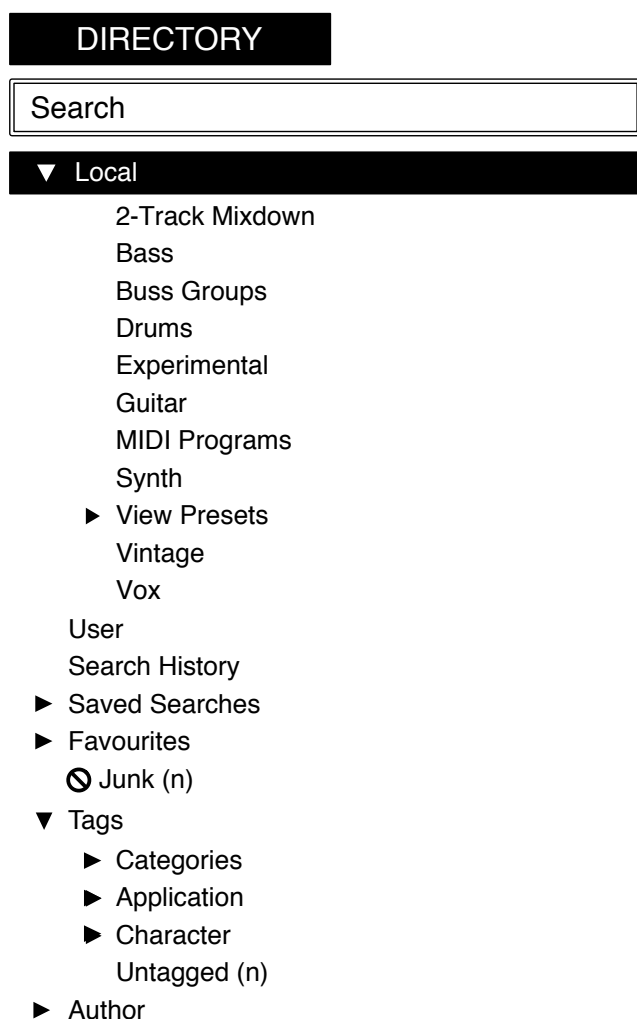 DIRECTORY
Search
▼ Local
2-Track Mixdown
Bass
Buss Groups
Drums
Experimental
Guitar
MIDI Programs
Synth
► View Presets
Vintage
Vox
User
Search History
► Saved Searches
► Favourites
Junk (n)
▼ Tags
► Categories
► Application
► Character
Untagged (n)
► Author